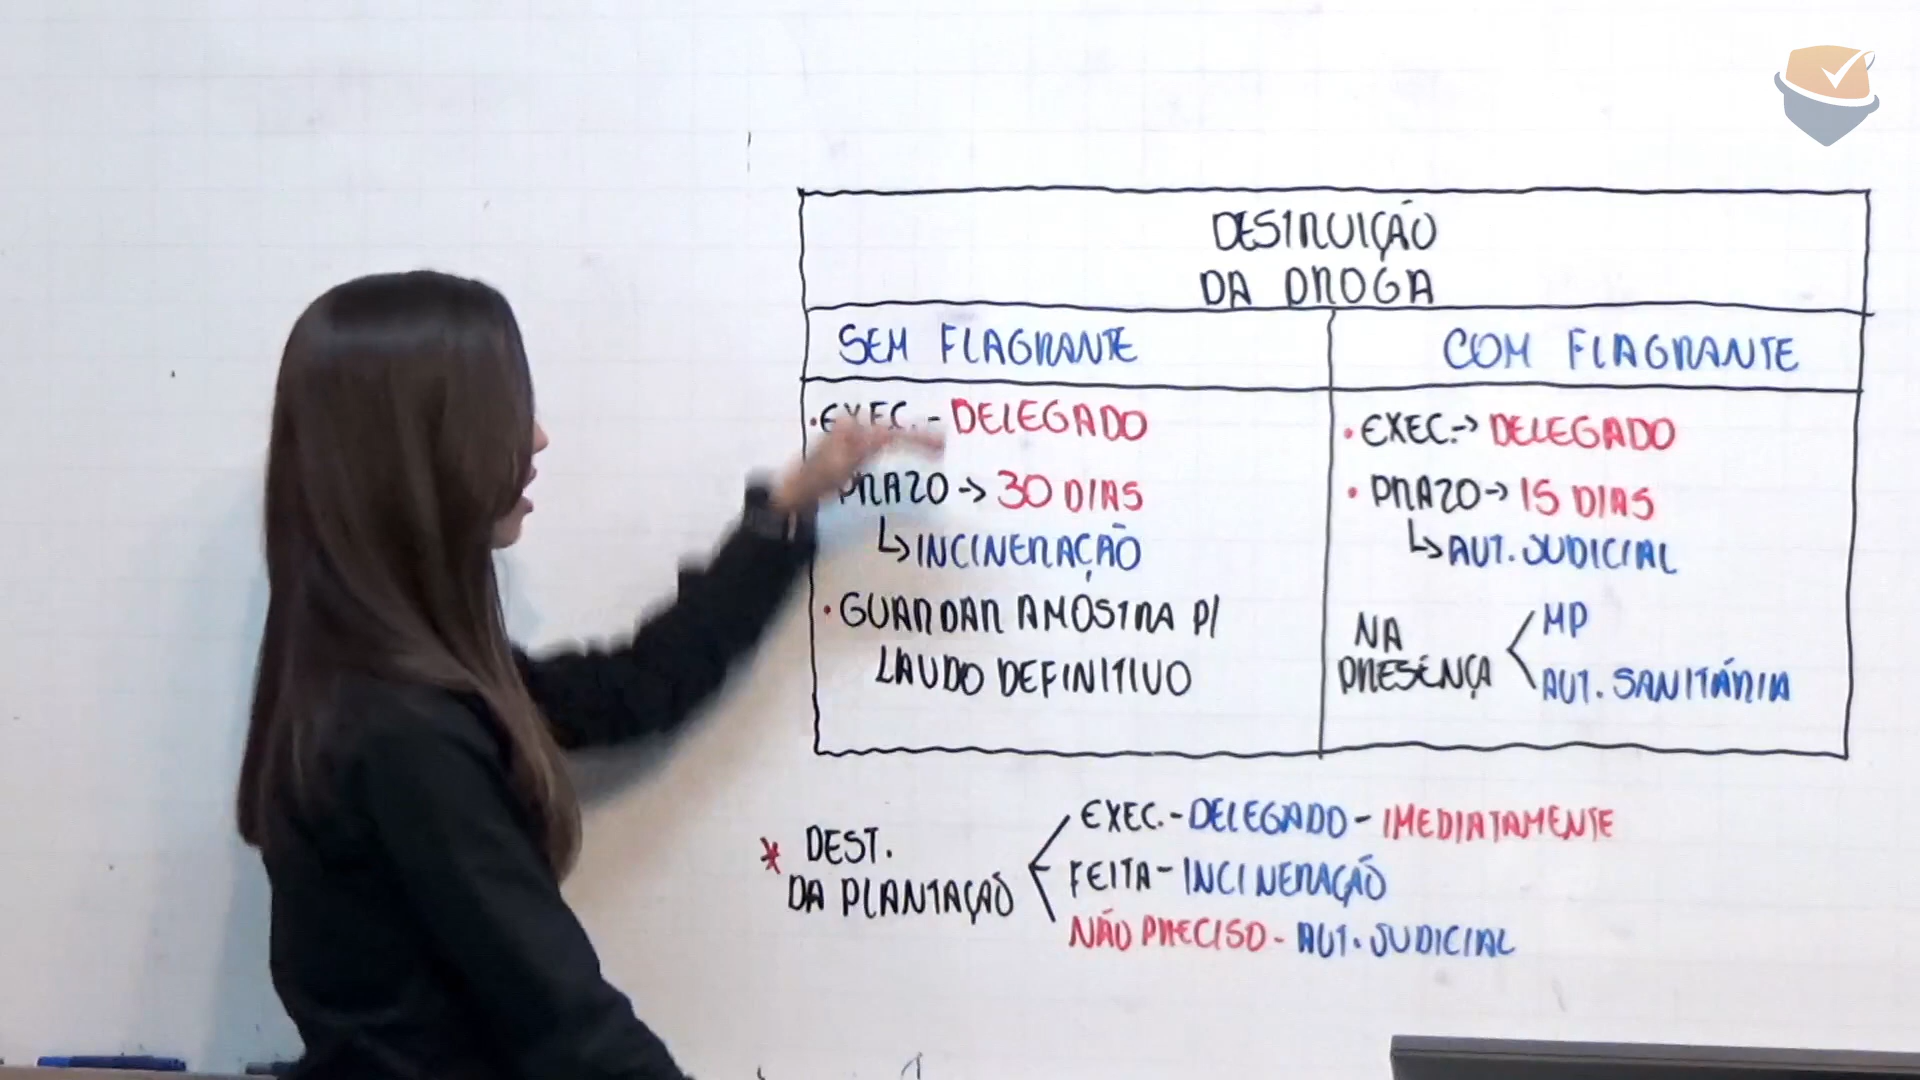 DESTRUIÇÃO
DA DROGA
SEM FLAGRANTE
COM FLAGRANTE
• EXEC. - DELEGADO
PRAZO -> 30 DIAS
↳ INCINERAÇÃO
• GUARDAR AMOSTRA P/
LAUDO DEFINITIVO
• EXEC. -> DELEGADO
• PRAZO -> 15 DIAS
↳ AUT. JUDICIAL
NA
PRESENÇA
MP
AUT. SANITÁRIA
* DEST.
DA PLANTAÇÃO
EXEC. - DELEGADO - IMEDIATAMENTE
FEITA - INCINERAÇÃO
NÃO PRECISO - AUT. JUDICIAL